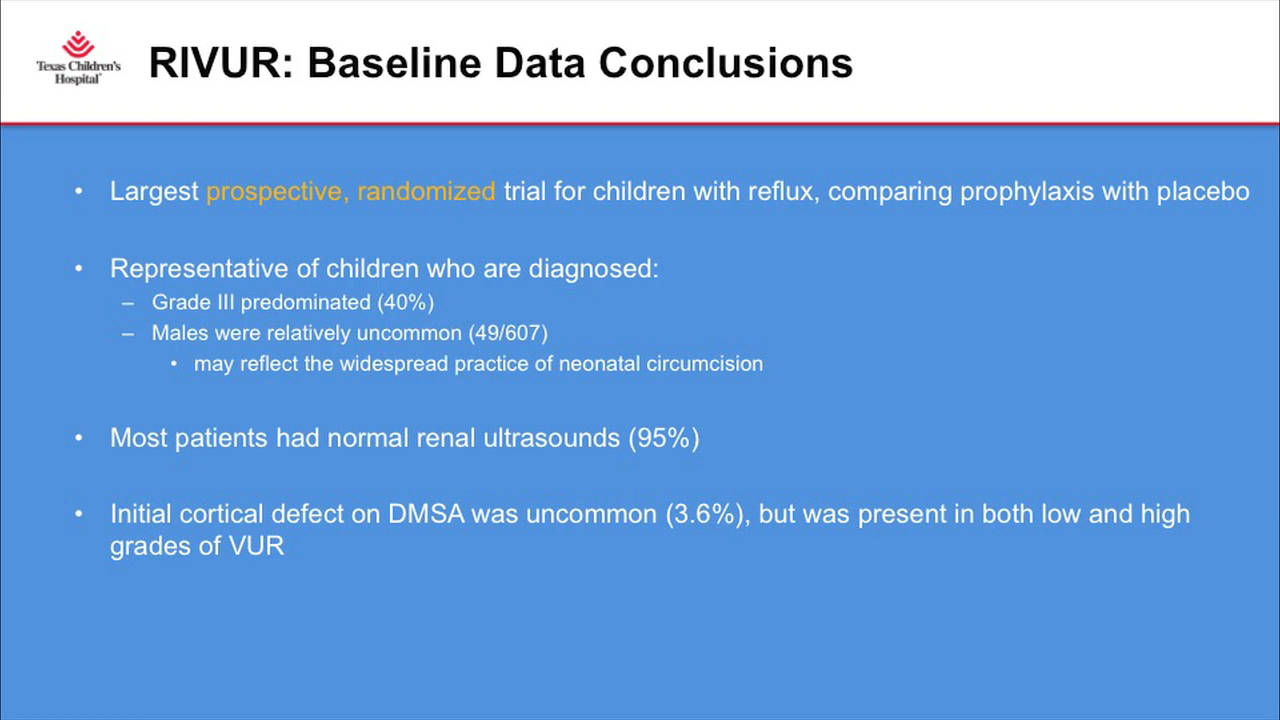 Texas Children's
Hospital
RIVUR: Baseline Data Conclusions
• Largest prospective, randomized trial for children with reflux, comparing prophylaxis with placebo
• Representative of children who are diagnosed:
– Grade III predominated (40%)
– Males were relatively uncommon (49/607)
• may reflect the widespread practice of neonatal circumcision
• Most patients had normal renal ultrasounds (95%)
• Initial cortical defect on DMSA was uncommon (3.6%), but was present in both low and high
grades of VUR